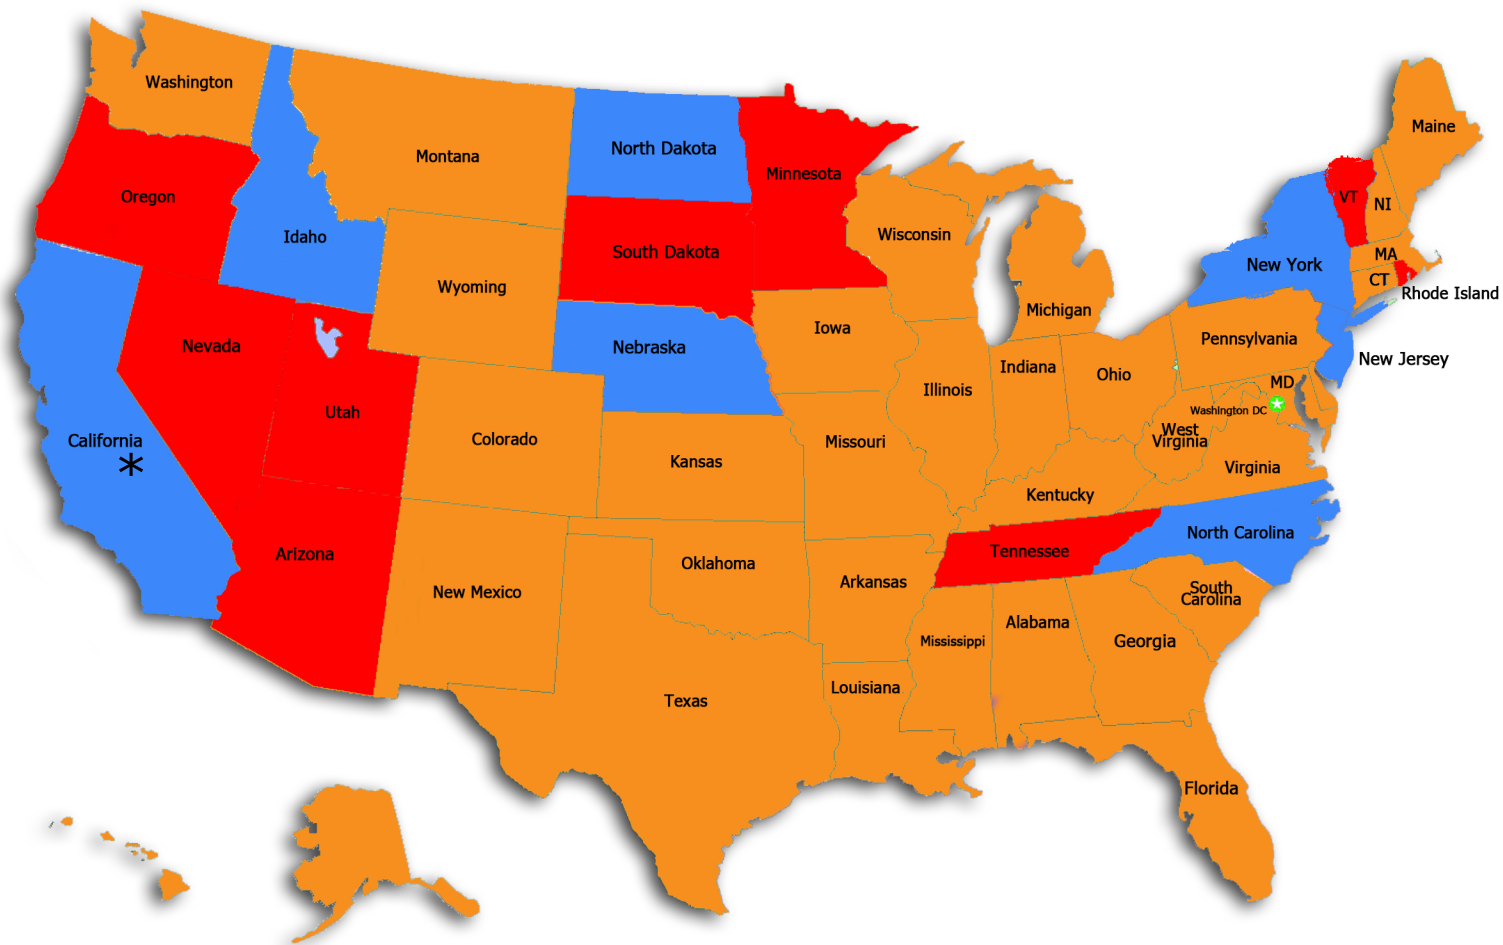 Washington
Montana
North Dakota
Minnesota
Maine
Oregon
Idaho
Wyoming
South Dakota
Wisconsin
Michigan
VT
NI
New York
MA
CT
Rhode Island
Nevada
Utah
Nebraska
Iowa
Illinois
Indiana
Ohio
Pennsylvania
New Jersey
MD
Washington DC
California
*
Colorado
Kansas
Missouri
Kentucky
West
Virginia
Virginia
Arizona
New Mexico
Oklahoma
Arkansas
Tennessee
North Carolina
South
Carolina
Texas
Louisiana
Mississippi
Alabama
Georgia
Florida